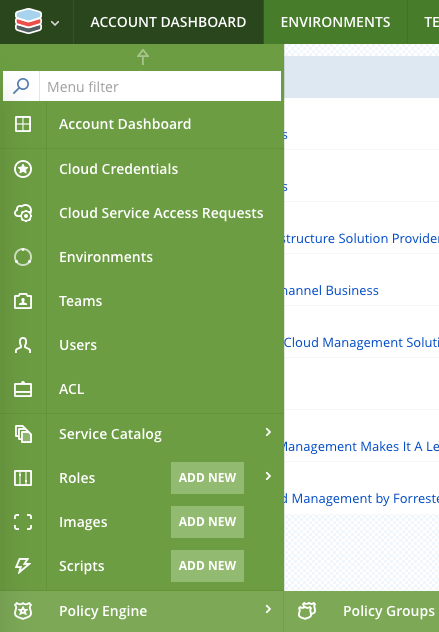 ACCOUNT DASHBOARD
ENVIRONMENTS
Menu filter
Account Dashboard
Cloud Credentials
Cloud Service Access Requests
structure Solution Provider
Environments
hannel Business
Teams
Users
Cloud Management Soluti
ACL
Service Catalog
Management Makes It A Le
Roles
ADD NEW
d Management by Forreste
Images
ADD NEW
Scripts
ADD NEW
Policy Engine
Policy Groups